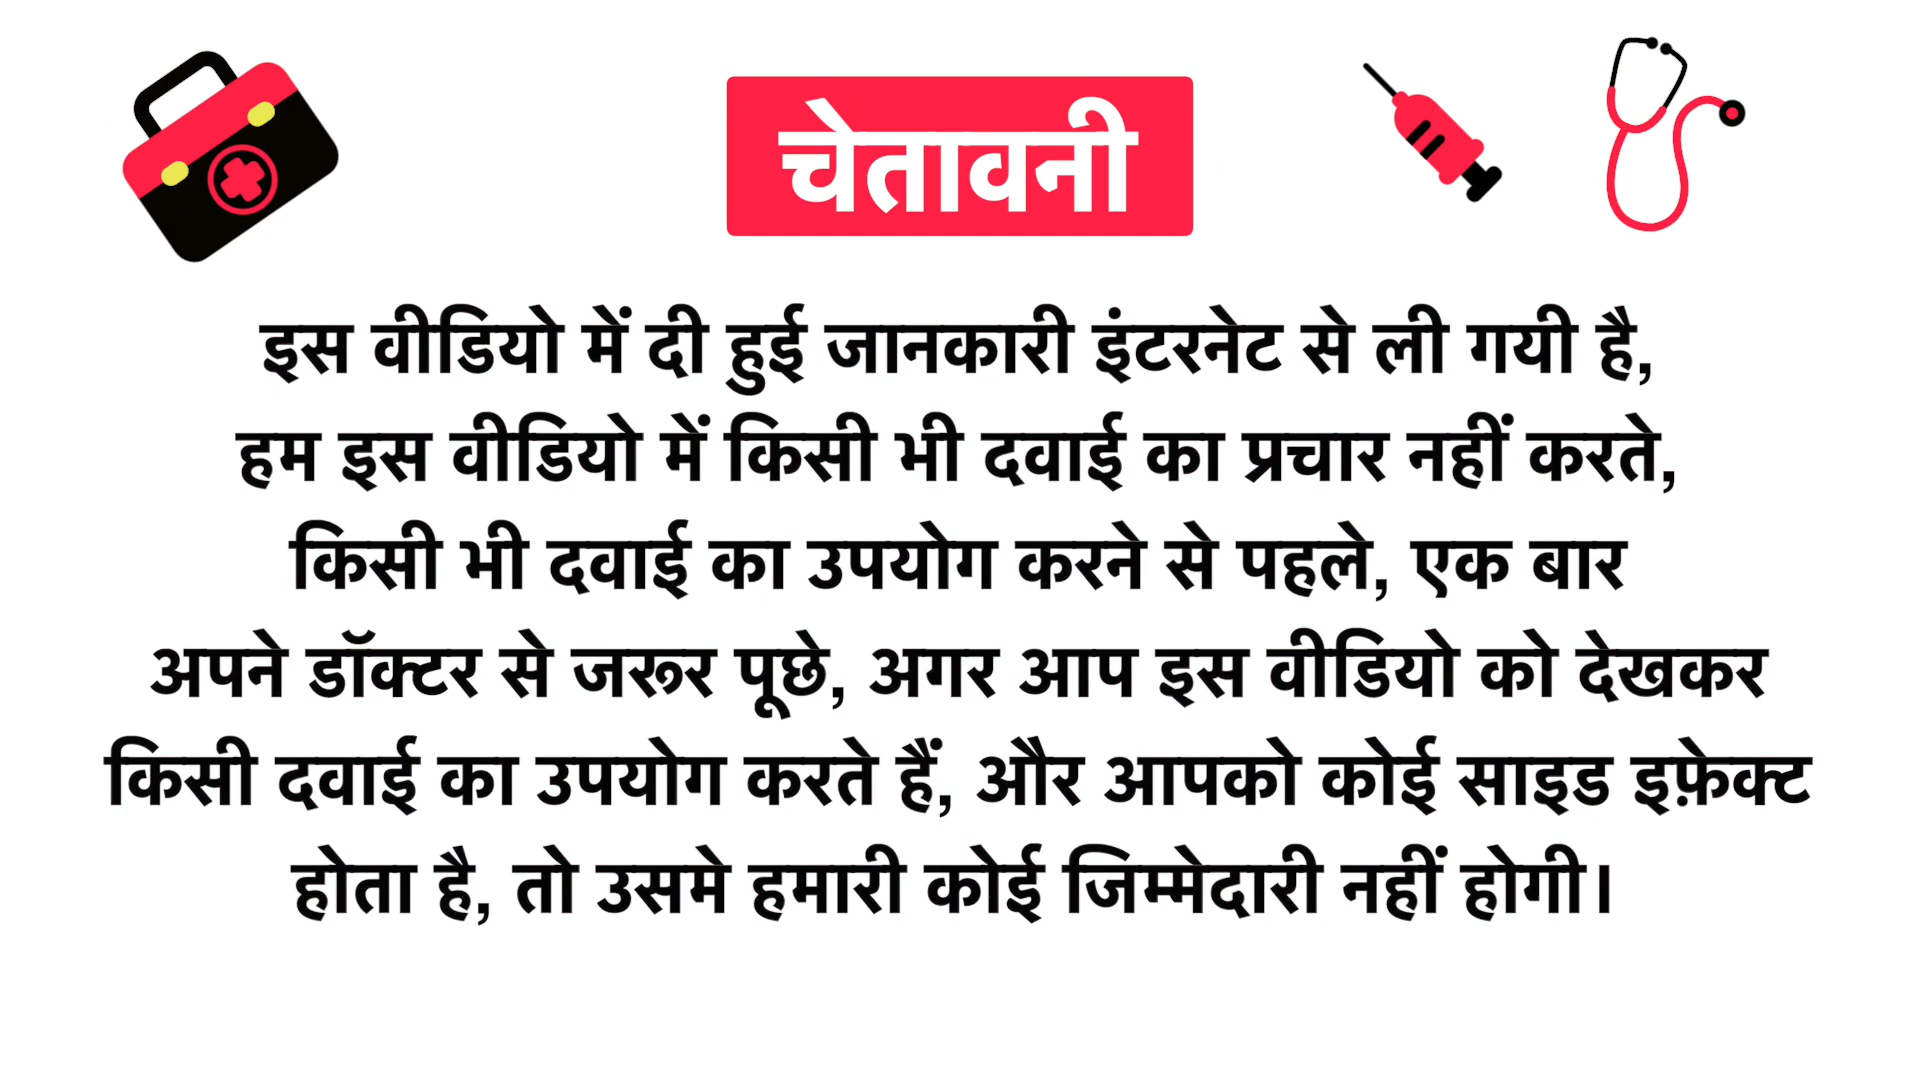 चेतावनी
इस वीडियो में दी हुई जानकारी इंटरनेट से ली गयी है,
हम इस वीडियो में किसी भी दवाई का प्रचार नहीं करते,
किसी भी दवाई का उपयोग करने से पहले, एक बार
अपने डॉक्टर से जरूर पूछे, अगर आप इस वीडियो को देखकर
किसी दवाई का उपयोग करते हैं, और आपको कोई साइड इफ़ेक्ट
होता है, तो उसमे हमारी कोई जिम्मेदारी नहीं होगी।